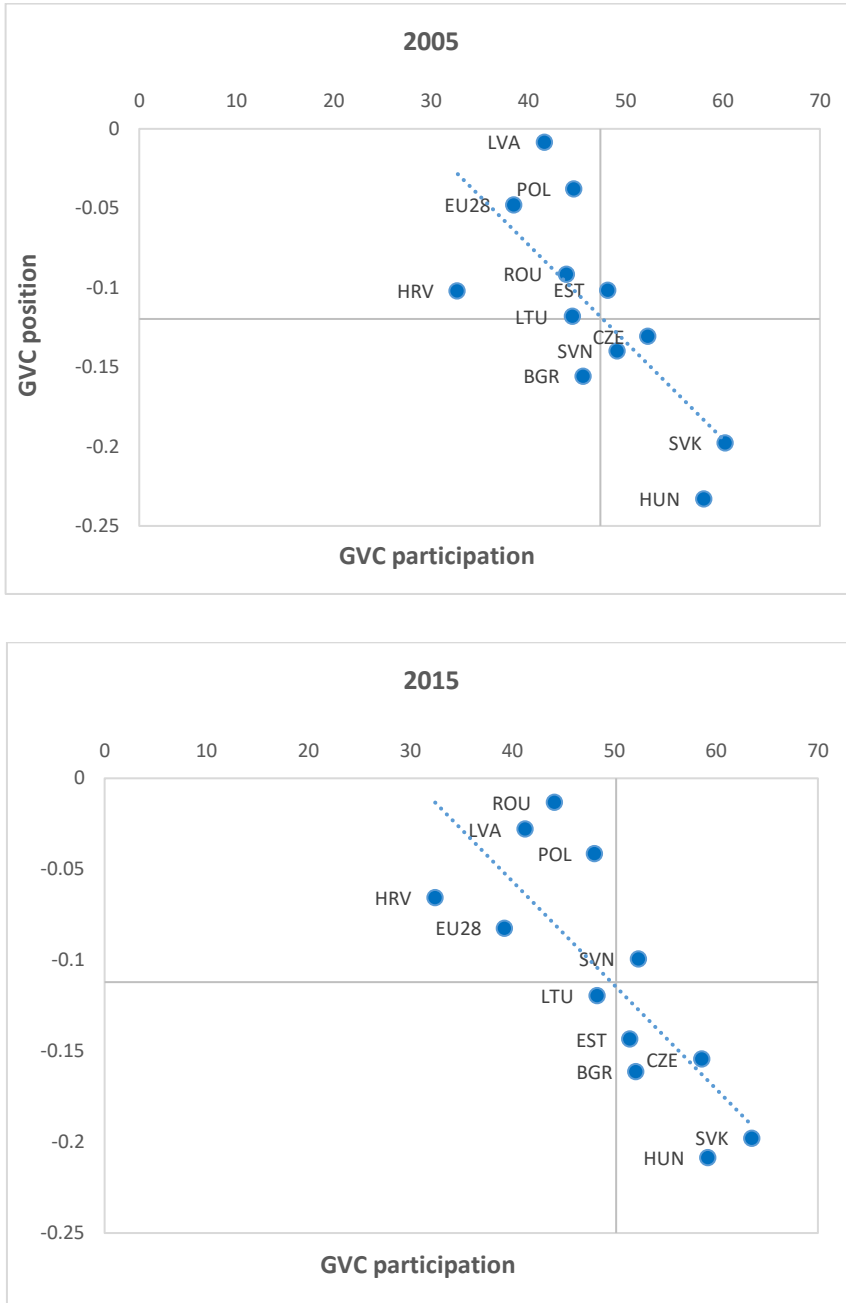 2005
0 10 20 30 40 50 60 70
0
LVA
POL
-0.05
EU28
ROU
-0.1
HRV
EST
LTU
CZE
SVN
-0.15
BGR
-0.2
SVK
HUN
-0.25
GVC position
GVC participation
2015
0 10 20 30 40 50 60 70
0
ROU
LVA
POL
-0.05
HRV
EU28
-0.1
SVN
LTU
EST
-0.15
CZE
BGR
-0.2
SVK
HUN
-0.25
GVC participation